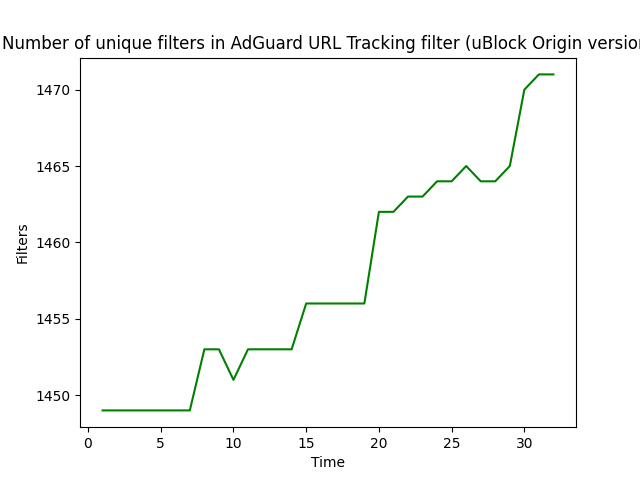 Number of unique filters in AdGuard URL Tracking filter (uBlock Origin version
1470
1465
1460
1455
1450
Filters
0 5 10 15 20 25 30
Time